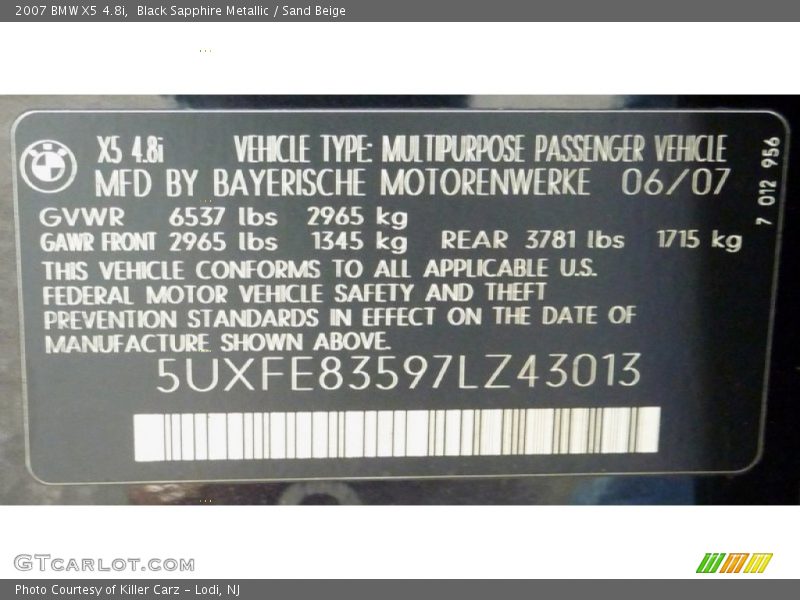 2007 BMW X5 4.8i,  Black Sapphire Metallic / Sand Beige
X5 4.8i VEHICLE TYPE: MULTIPURPOSE PASSENGER VEHICLE
MFD BY BAYERISCHE MOTORENWERKE 06/07
7 012 956
GVWR 6537 lbs 2965 kg
GAWR FRONT 2965 lbs 1345 kg REAR 3781 lbs 1715 kg
THIS VEHICLE CONFORMS TO ALL APPLICABLE U.S.
FEDERAL MOTOR VEHICLE SAFETY AND THEFT
PREVENTION STANDARDS IN EFFECT ON THE DATE OF
MANUFACTURE SHOWN ABOVE.
5UXFE83597LZ43013
GTCARLOT.COM
Photo Courtesy of Killer Carz - Lodi, NJ